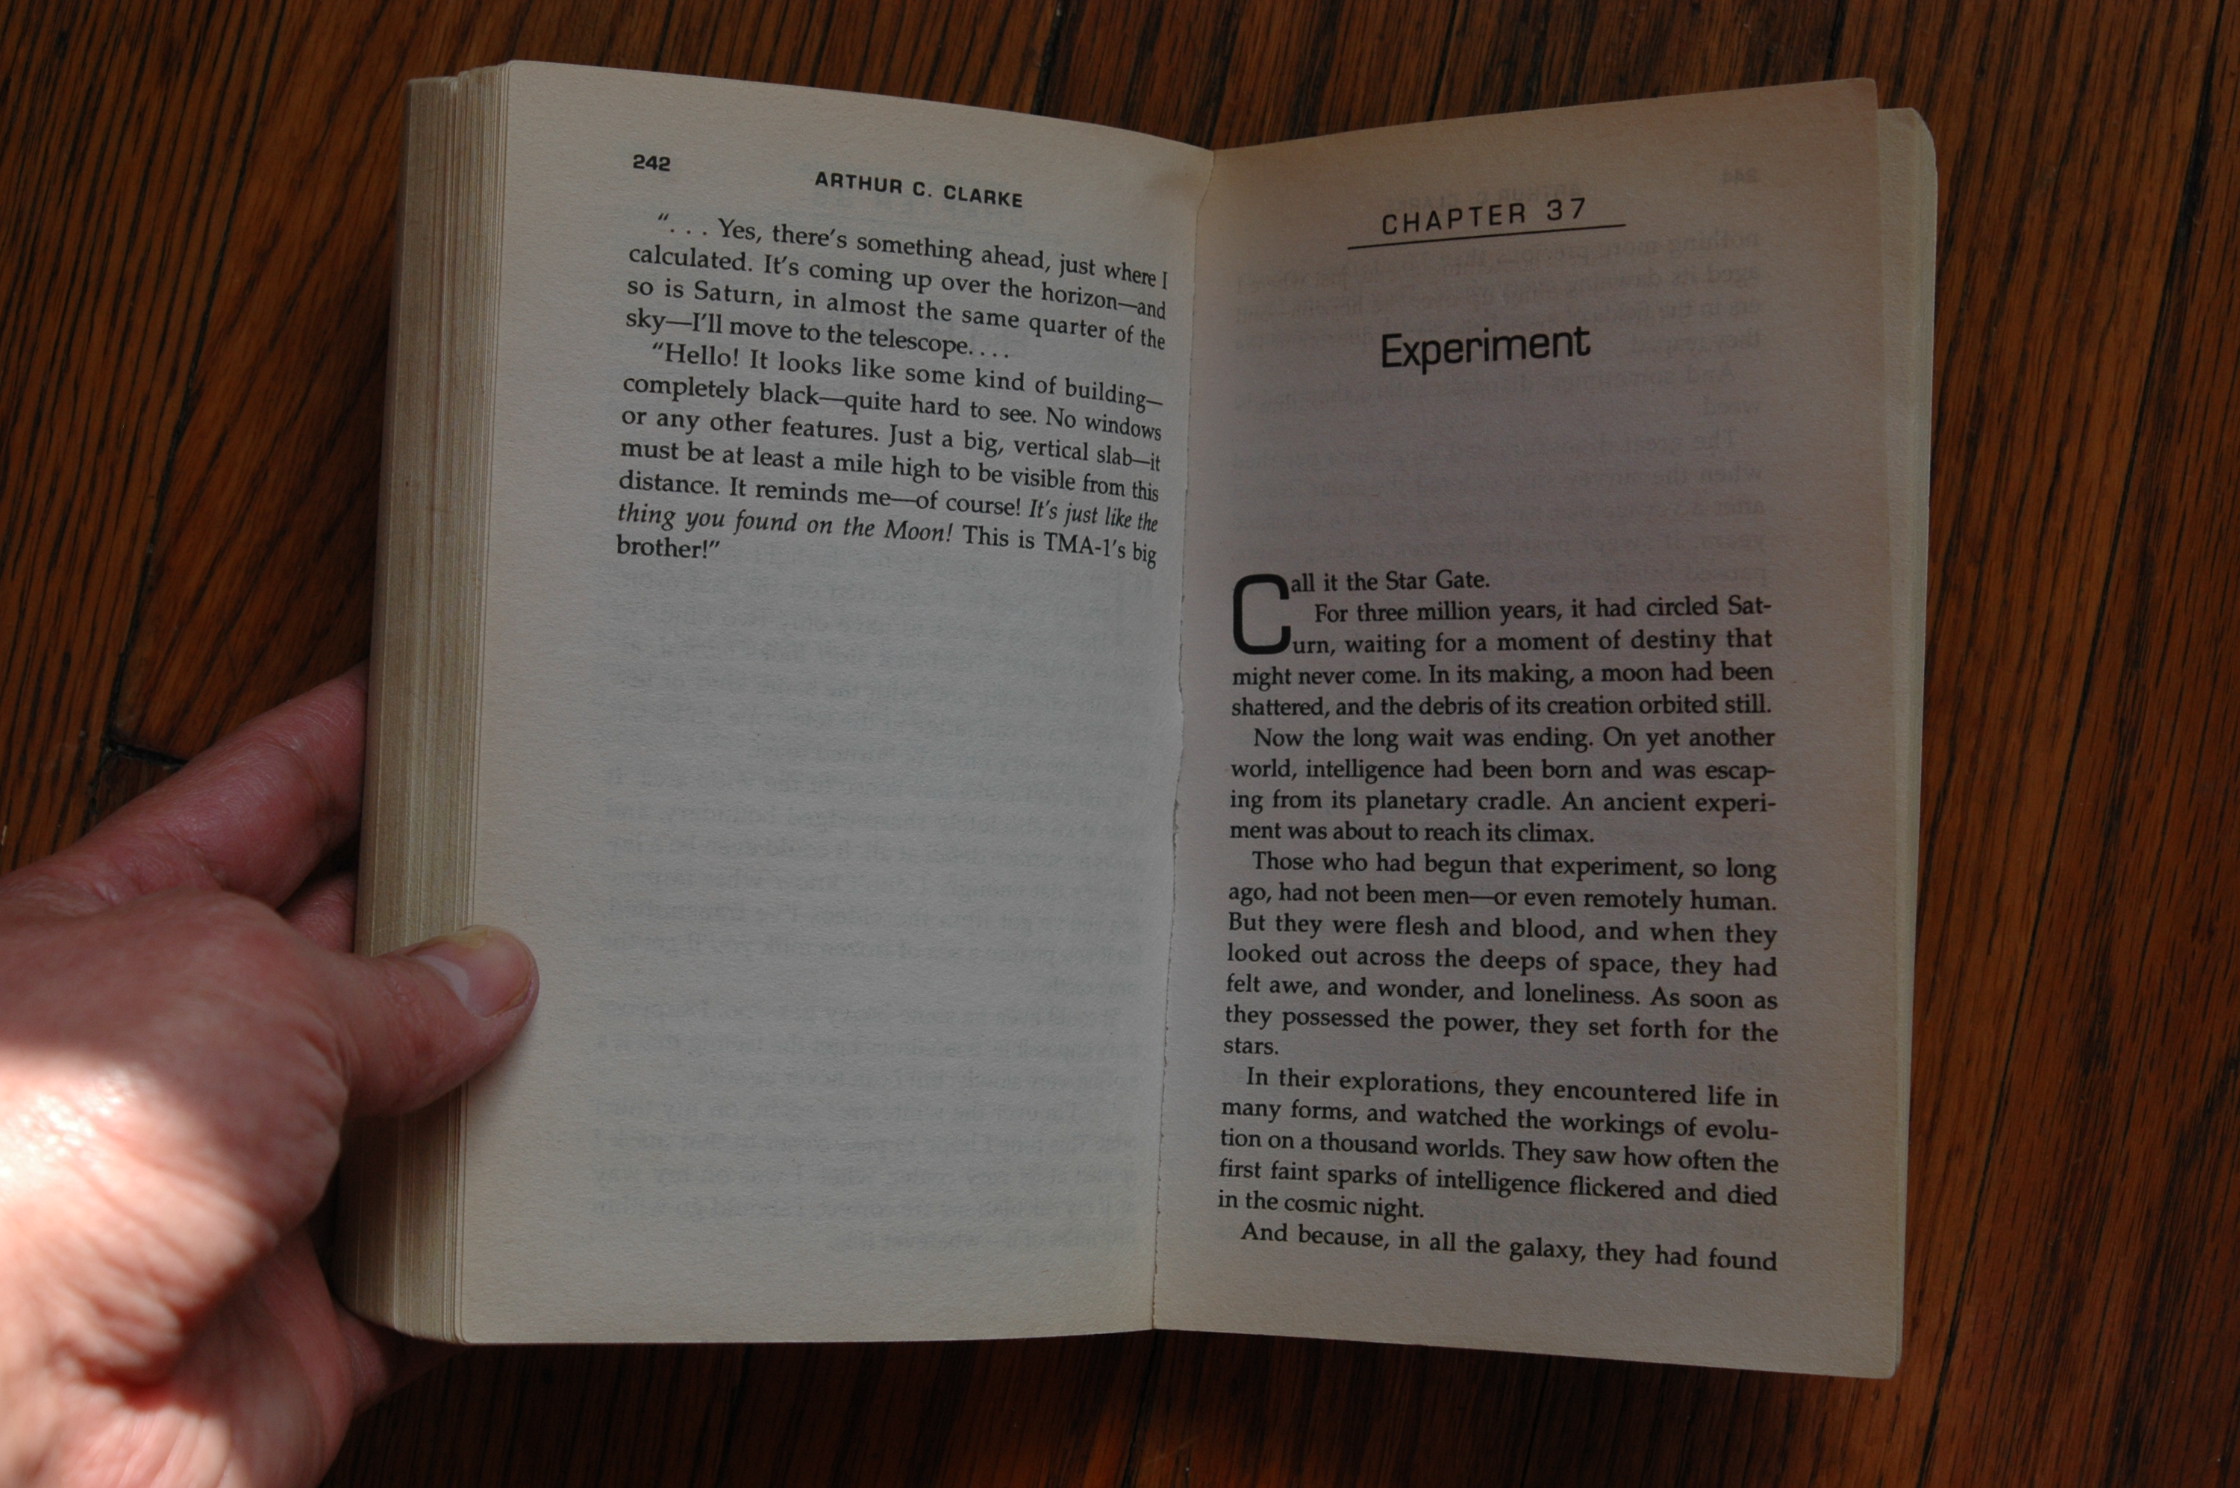 242
ARTHUR C. CLARKE
“. . . Yes, there's something ahead, just where I
calculated. It's coming up over the horizon—and
so is Saturn, in almost the same quarter of the
sky—I'll move to the telescope. . . .
“Hello! It looks like some kind of building—
completely black—quite hard to see. No windows
or any other features. Just a big, vertical slab—it
must be at least a mile high to be visible from this
distance. It reminds me—of course! It's just like the
thing you found on the Moon! This is TMA-1's big
brother!”
CHAPTER 37
Experiment
Call it the Star Gate.
For three million years, it had circled Sat-
urn, waiting for a moment of destiny that
might never come. In its making, a moon had been
shattered, and the debris of its creation orbited still.
Now the long wait was ending. On yet another
world, intelligence had been born and was escap-
ing from its planetary cradle. An ancient experi-
ment was about to reach its climax.
Those who had begun that experiment, so long
ago, had not been men—or even remotely human.
But they were flesh and blood, and when they
looked out across the deeps of space, they had
felt awe, and wonder, and loneliness. As soon as
they possessed the power, they set forth for the
stars.
In their explorations, they encountered life in
many forms, and watched the workings of evolu-
tion on a thousand worlds. They saw how often the
first faint sparks of intelligence flickered and died
in the cosmic night.
And because, in all the galaxy, they had found